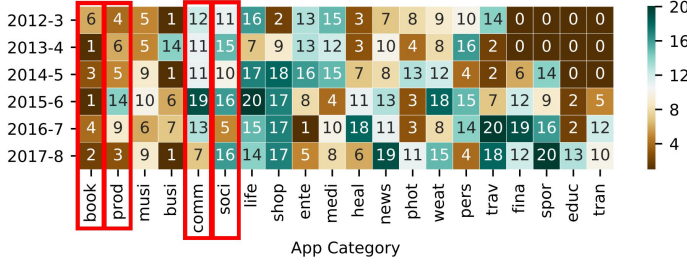 2012-3 6 4 5 1 12 11 16 2 13 15 3 7 8 9 10 14 0 0 0 0 20
2013-4 1 6 5 14 11 15 7 9 13 12 3 10 4 8 16 2 0 0 0 0 16
2014-5 3 5 9 1 11 10 17 18 16 15 7 8 13 12 4 2 6 14 0 0 12
2015-6 1 14 10 6 19 16 20 17 8 4 11 13 3 18 15 7 12 9 2 5
2016-7 4 9 6 7 13 5 15 17 1 10 18 11 3 8 14 20 19 16 2 12 8
2017-8 2 3 9 1 7 16 14 17 5 8 6 19 11 15 4 18 12 20 13 10 4
book prod musi busi comm soci life shop ente medi heal news phot weat pers trav fina spor educ tran
App Category